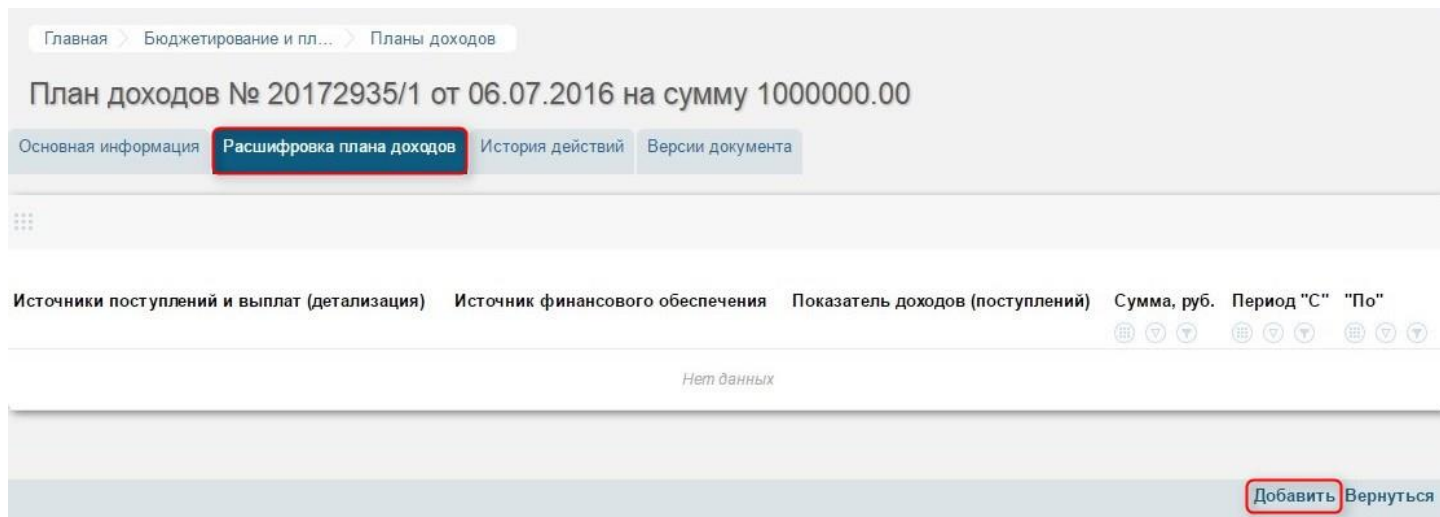 Главная Бюджетирование и пл... Планы доходов
План доходов № 20172935/1 от 06.07.2016 на сумму 1000000.00
Основная информация Расшифровка плана доходов История действий Версии документа
Источники поступлений и выплат (детализация) Источник финансового обеспечения Показатель доходов (поступлений) Сумма, руб. Период "С" "По"
Нет данных
Добавить Вернуться